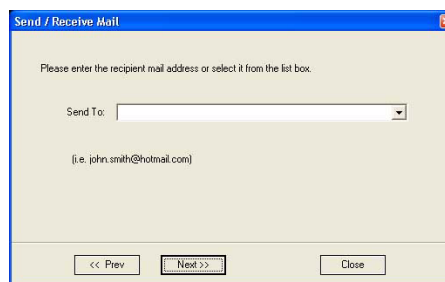 Send / Receive Mail
Please enter the recipient mail address or select it from the list box.
Send To:
(i.e. john.smith@hotmail.com)
<< Prev Next >> Close